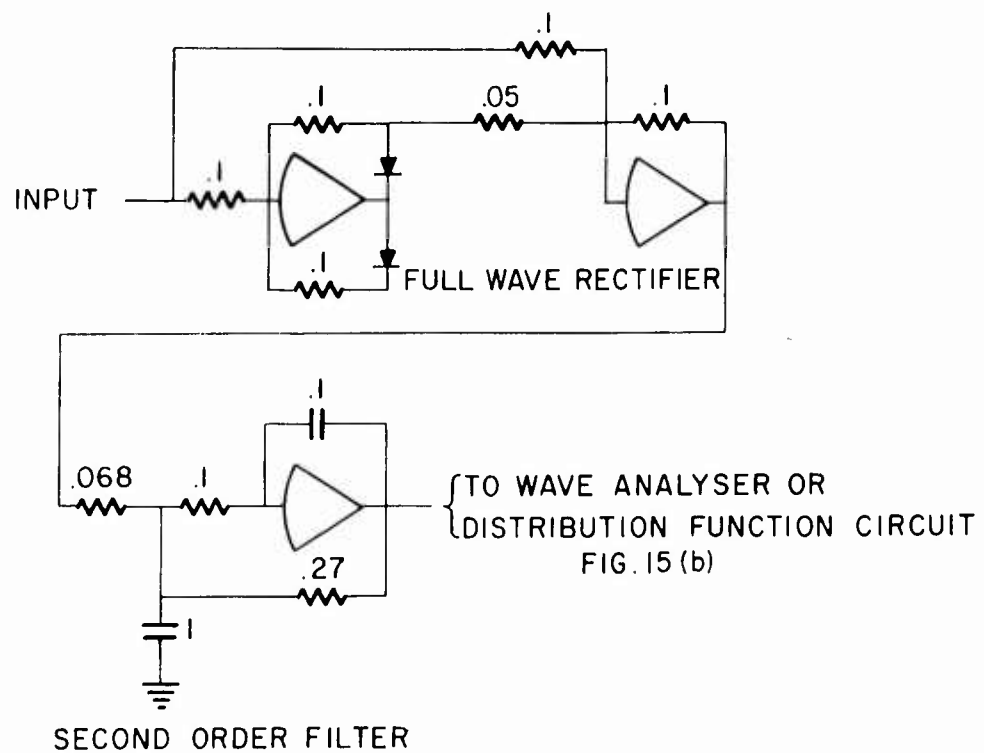 .1
.1
.05
.1
INPUT
.1
.1
FULL WAVE RECTIFIER
.1
.068
.1
TO WAVE ANALYSER OR
DISTRIBUTION FUNCTION CIRCUIT
FIG. 15 (b)
.27
1
SECOND ORDER FILTER